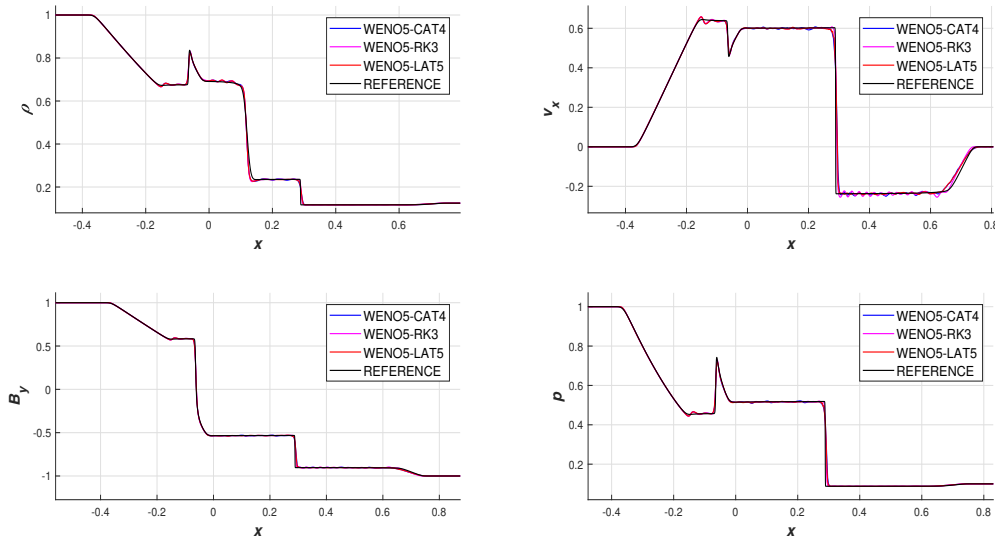 ρ
1
0.8
0.6
0.4
0.2
-0.4 -0.2 0 0.2 0.4 0.6
x
WENO5-CAT4
WENO5-RK3
WENO5-LAT5
REFERENCE
v_x
0.6
0.4
0.2
0
-0.2
-0.6 -0.4 -0.2 0 0.2 0.4 0.6 0.8
x
WENO5-CAT4
WENO5-RK3
WENO5-LAT5
REFERENCE
B_y
1
0.5
0
-0.5
-1
-0.4 -0.2 0 0.2 0.4 0.6 0.8
x
WENO5-CAT4
WENO5-RK3
WENO5-LAT5
REFERENCE
p
1
0.8
0.6
0.4
0.2
-0.4 -0.2 0 0.2 0.4 0.6 0.8
x
WENO5-CAT4
WENO5-RK3
WENO5-LAT5
REFERENCE